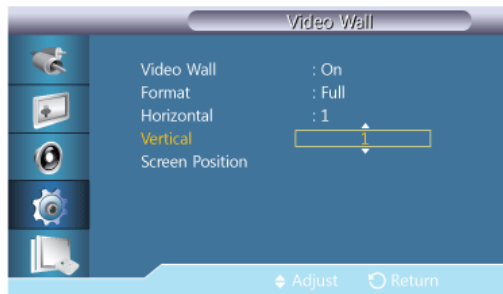 Video Wall
Video Wall : On
Format : Full
Horizontal : 1
Vertical 1
Screen Position
Adjust Return